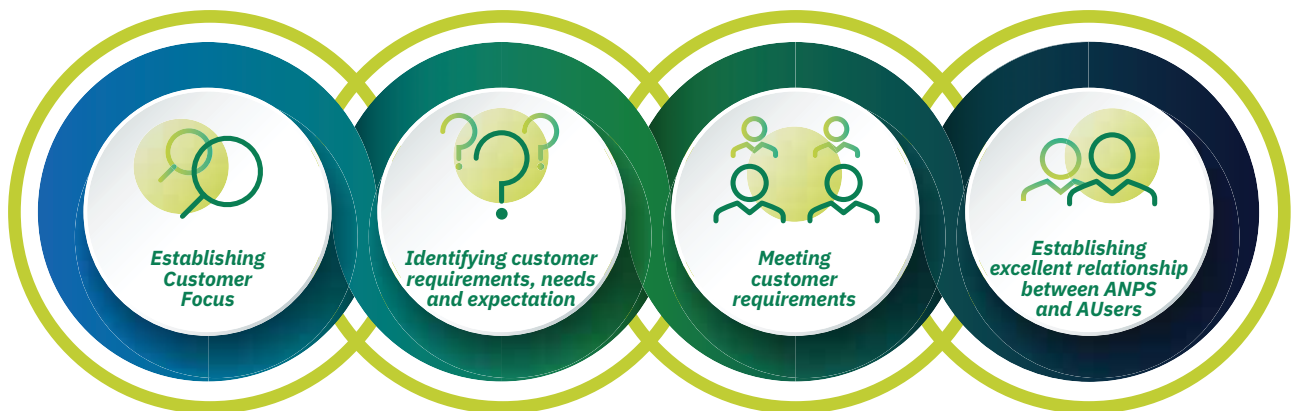 Establishing
Customer
Focus
Identifying customer
requirements, needs
and expectation
Meeting
customer
requirements
Establishing
excellent relationship
between ANPS
and AUsers